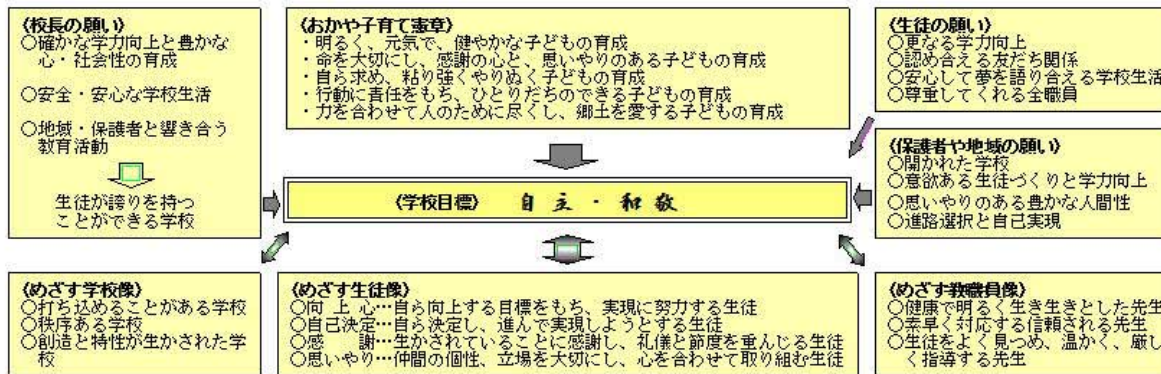 〈校長の願い〉
○確かな学力向上と豊かな
心・社会性の育成
○安全・安心な学校生活
○地域・保護者と響き合う
教育活動
生徒が誇りを持つ
ことができる学校
〈おかや子育て憲章〉
・明るく、元気で、健やかな子どもの育成
・命を大切にし、感謝の心と、思いやりのある子どもの育成
・自ら求め、粘り強くやりぬく子どもの育成
・行動に責任をもち、ひとりだちのできる子どもの育成
・力を合わせて人のために尽くし、郷土を愛する子どもの育成
〈生徒の願い〉
○更なる学力向上
○認め合える友だち関係
○安心して夢を語り合える学校生活
○尊重してくれる全職員
〈保護者や地域の願い〉
○開かれた学校
○意欲ある生徒づくりと学力向上
○思いやりのある豊かな人間性
○進路選択と自己実現
〈学校目標〉 自主・和敬
〈めざす学校像〉
○打ち込めることがある学校
○秩序ある学校
○創造と特性が生かされた学
校
〈めざす生徒像〉
○向上心…自ら向上する目標をもち、実現に努力する生徒
○自己決定…自ら決定し、進んで実現しようとする生徒
○感謝…生かされていることに感謝し、礼儀と節度を重んじる生徒
○思いやり…仲間の個性、立場を大切にし、心を合わせて取り組む生徒
〈めざす教職員像〉
○健康で明るく生き生きとした先生
○素早く対応する信頼される先生
○生徒をよく見つめ、温かく、厳し
く指導する先生